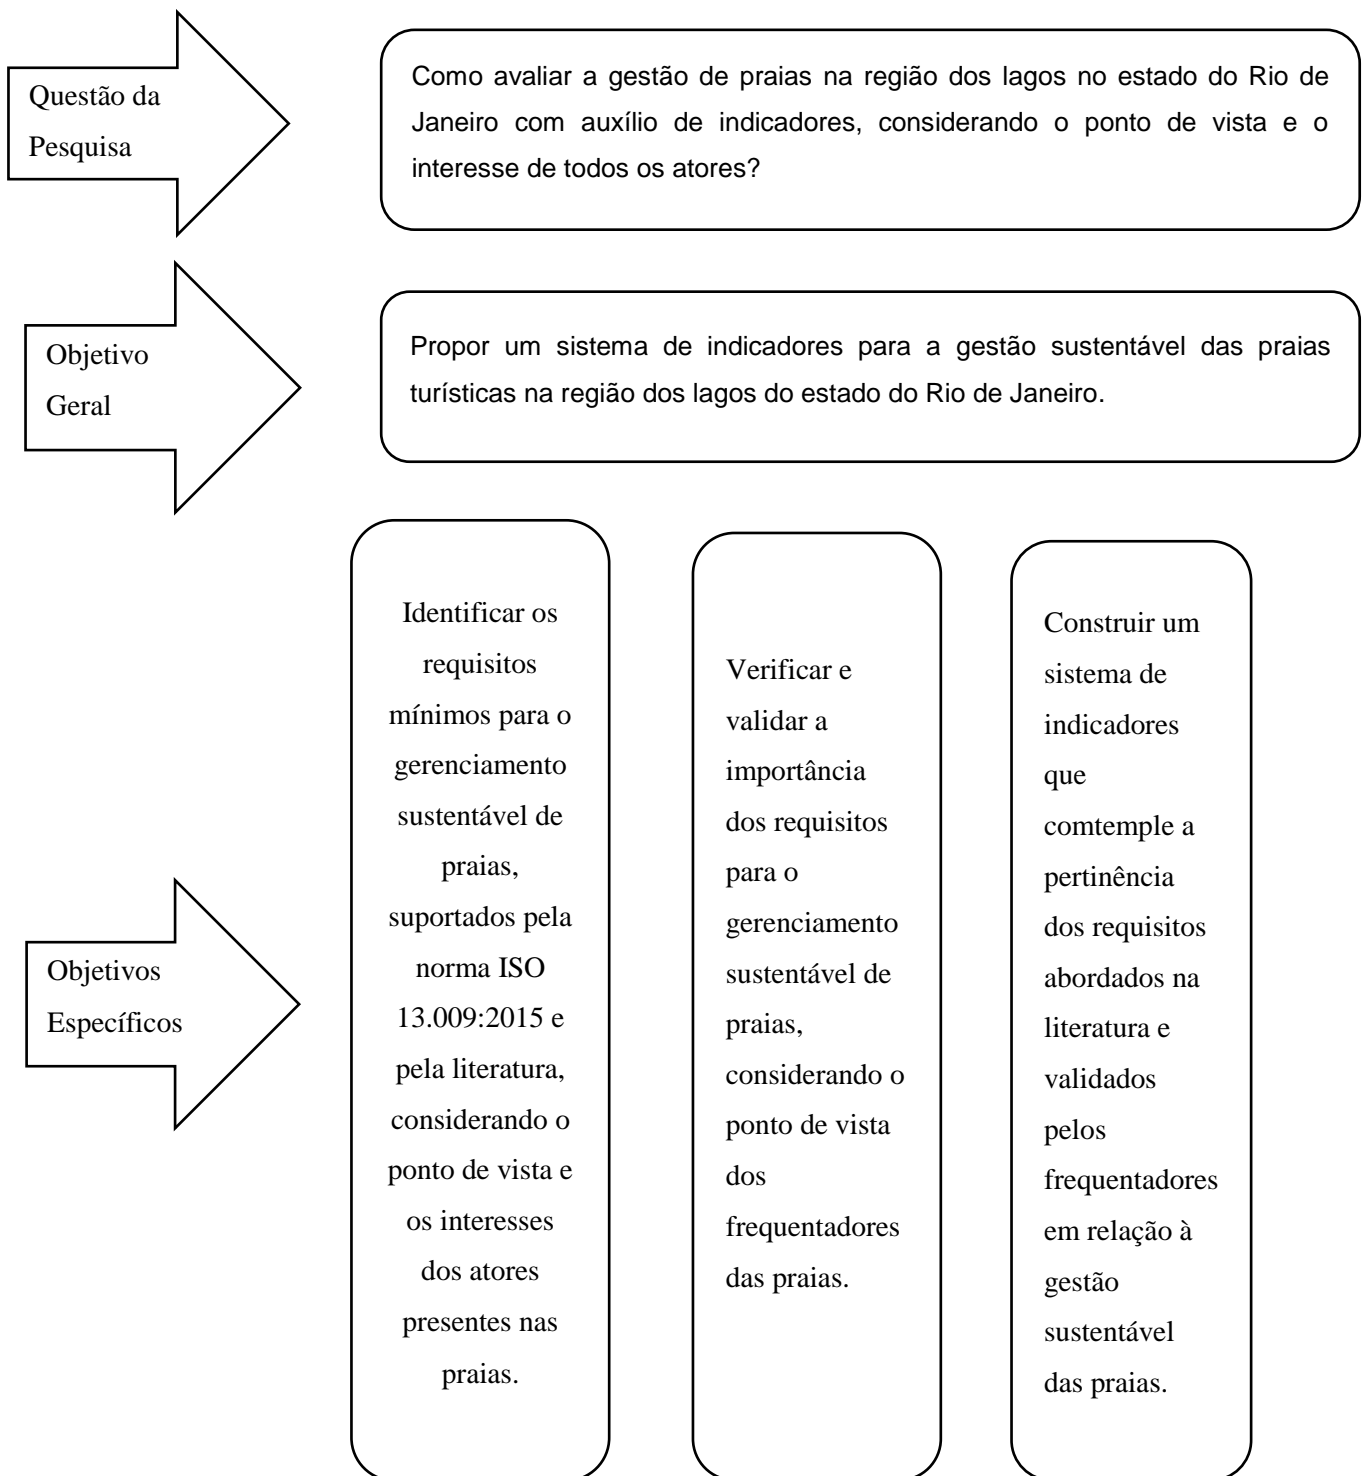 Questão da
Pesquisa
Como avaliar a gestão de praias na região dos lagos no estado do Rio de
Janeiro com auxílio de indicadores, considerando o ponto de vista e o
interesse de todos os atores?
Objetivo
Geral
Propor um sistema de indicadores para a gestão sustentável das praias
turísticas na região dos lagos do estado do Rio de Janeiro.
Objetivos
Específicos
Identificar os
requisitos
mínimos para o
gerenciamento
sustentável de
praias,
suportados pela
norma ISO
13.009:2015 e
pela literatura,
considerando o
ponto de vista e
os interesses
dos atores
presentes nas
praias.
Verificar e
validar a
importância
dos requisitos
para o
gerenciamento
sustentável de
praias,
considerando o
ponto de vista
dos
frequentadores
das praias.
Construir um
sistema de
indicadores
que
comtemple a
pertinência
dos requisitos
abordados na
literatura e
validados
pelos
frequentadores
em relação à
gestão
sustentável
das praias.